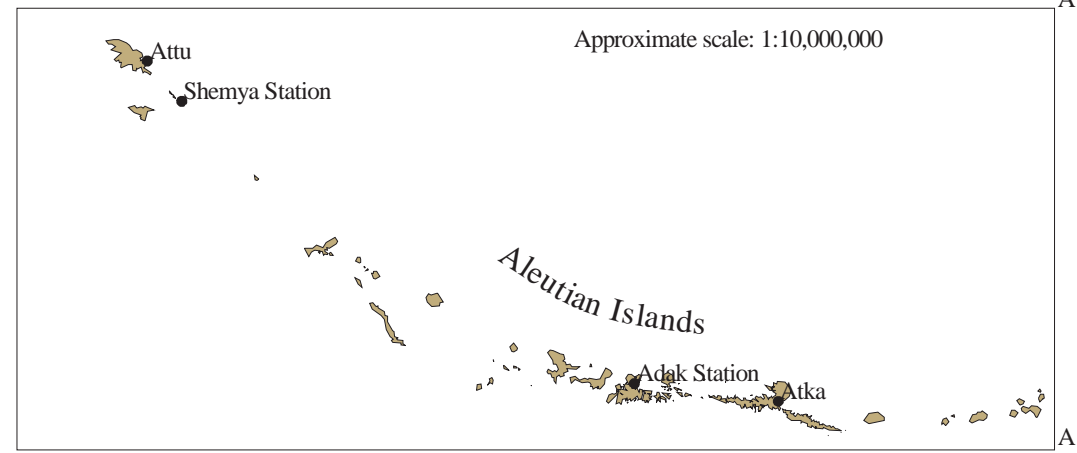 A
Approximate scale: 1:10,000,000
Attu
Shemya Station
Aleutian Islands
Adak Station
Atka
A